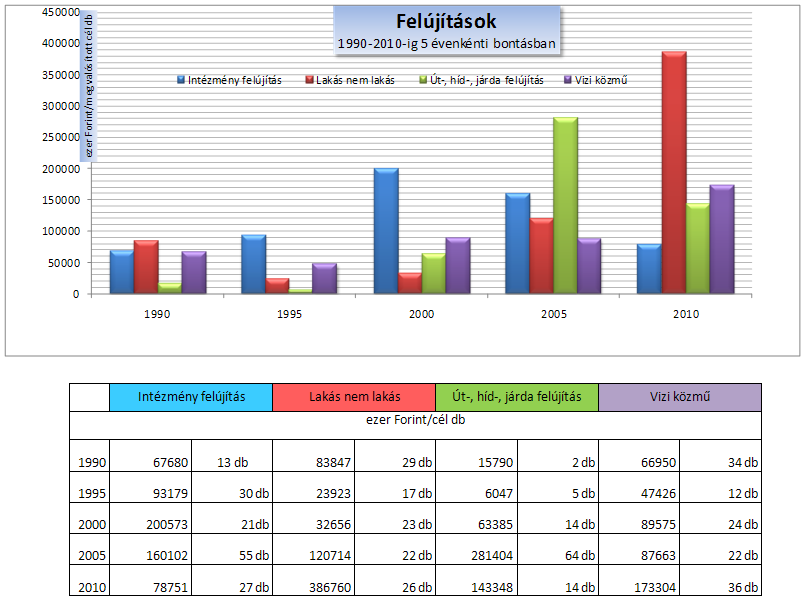 Felújítások
1990-2010-ig 5 évenkénti bontásban
ezer Forint/megvalósított cél db
450000
400000
350000
300000
250000
200000
150000
100000
50000
0
Intézmény felújítás Lakás nem lakás Út-, híd-, járda felújítás Vizi közmű
1990 1995 2000 2005 2010
Intézmény felújítás Lakás nem lakás Út-, híd-, járda felújítás Vizi közmű
ezer Forint/cél db
1990 67680 13 db 83847 29 db 15790 2 db 66950 34 db
1995 93179 30 db 23923 17 db 6047 5 db 47426 12 db
2000 200573 21db 32656 23 db 63385 14 db 89575 24 db
2005 160102 55 db 120714 22 db 281404 64 db 87663 22 db
2010 78751 27 db 386760 26 db 143348 14 db 173304 36 db